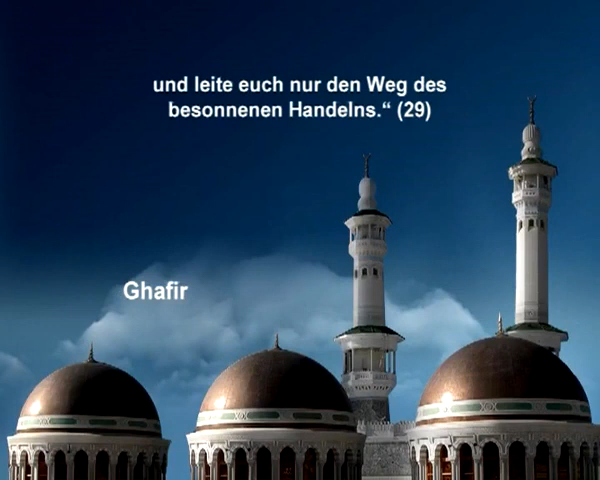 und leite euch nur den Weg des
besonnenen Handelns.“ (29)
Ghafir